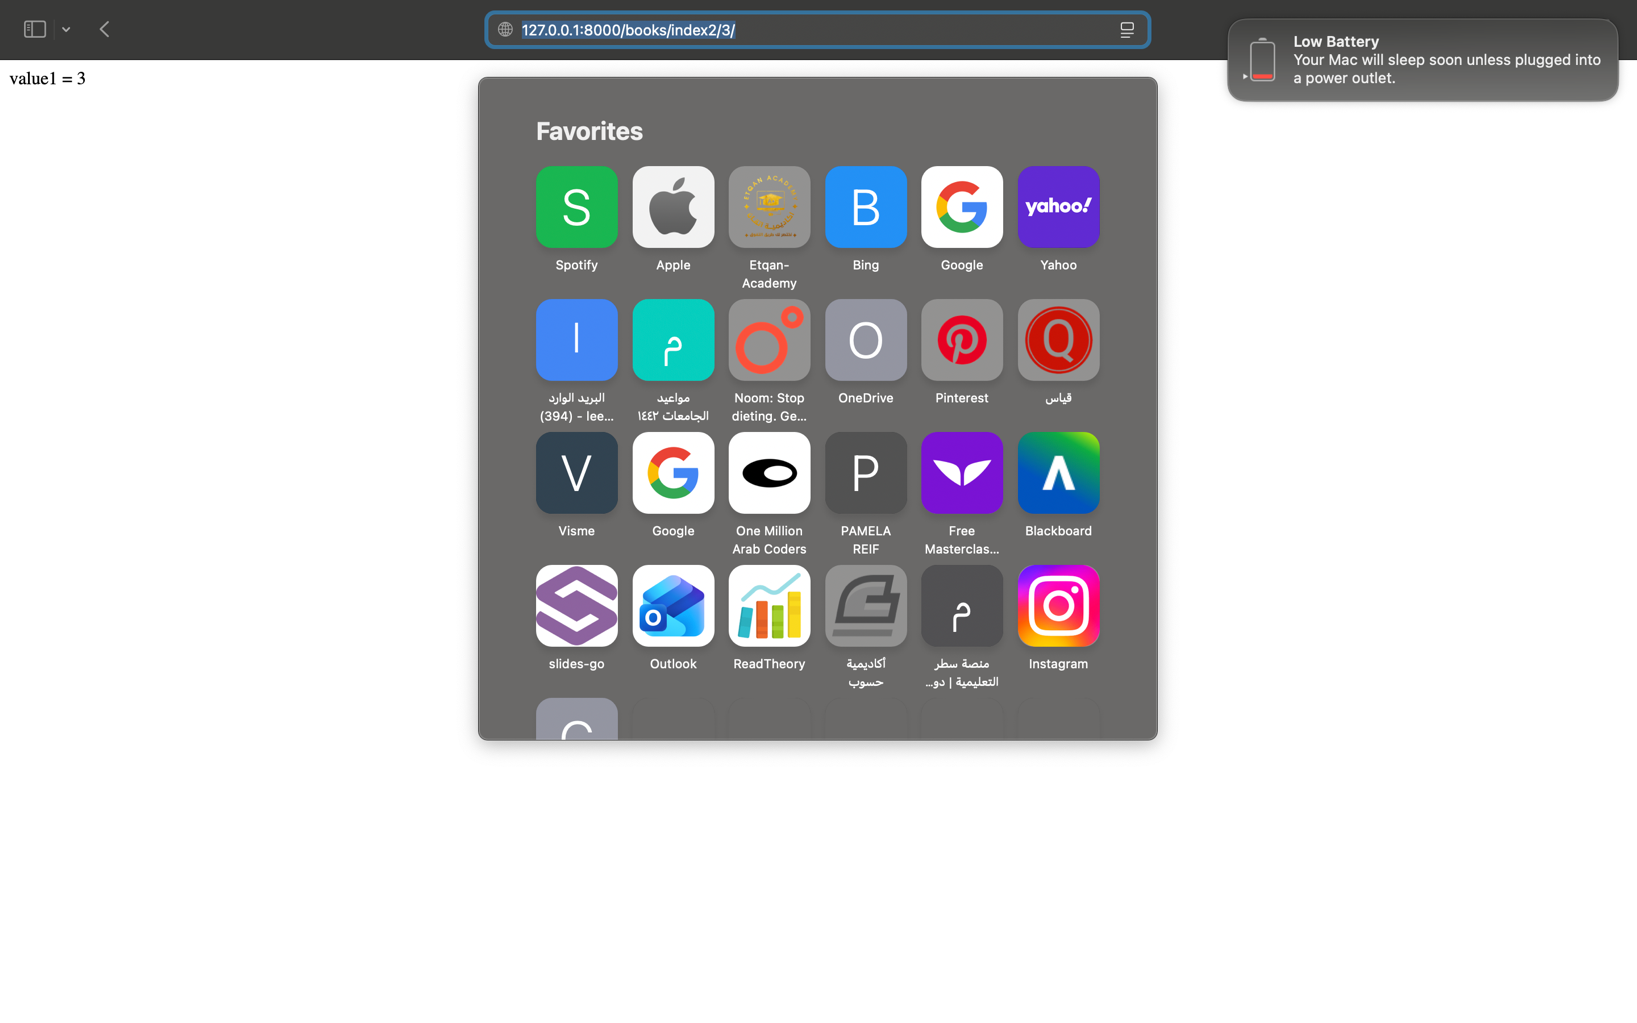 127.0.0.1:8000/books/index2/3/
Low Battery
Your Mac will sleep soon unless plugged into
a power outlet.
value1 = 3
Favorites
S
B
yahoo!
Spotify
Apple
Etqan-
Academy
Bing
Google
Yahoo
ا
م
O
Q
البريد الوارد
(394) - lee...
مواعيد
الجامعات ١٤٤٢
Noom: Stop
dieting. Ge...
OneDrive
Pinterest
قياس
V
P
Visme
Google
One Million
Arab Coders
PAMELA
REIF
Free
Masterclas...
Blackboard
O
م
slides-go
Outlook
ReadTheory
أكاديمية
حسوب
منصة سطر
التعليمية | دو...
Instagram